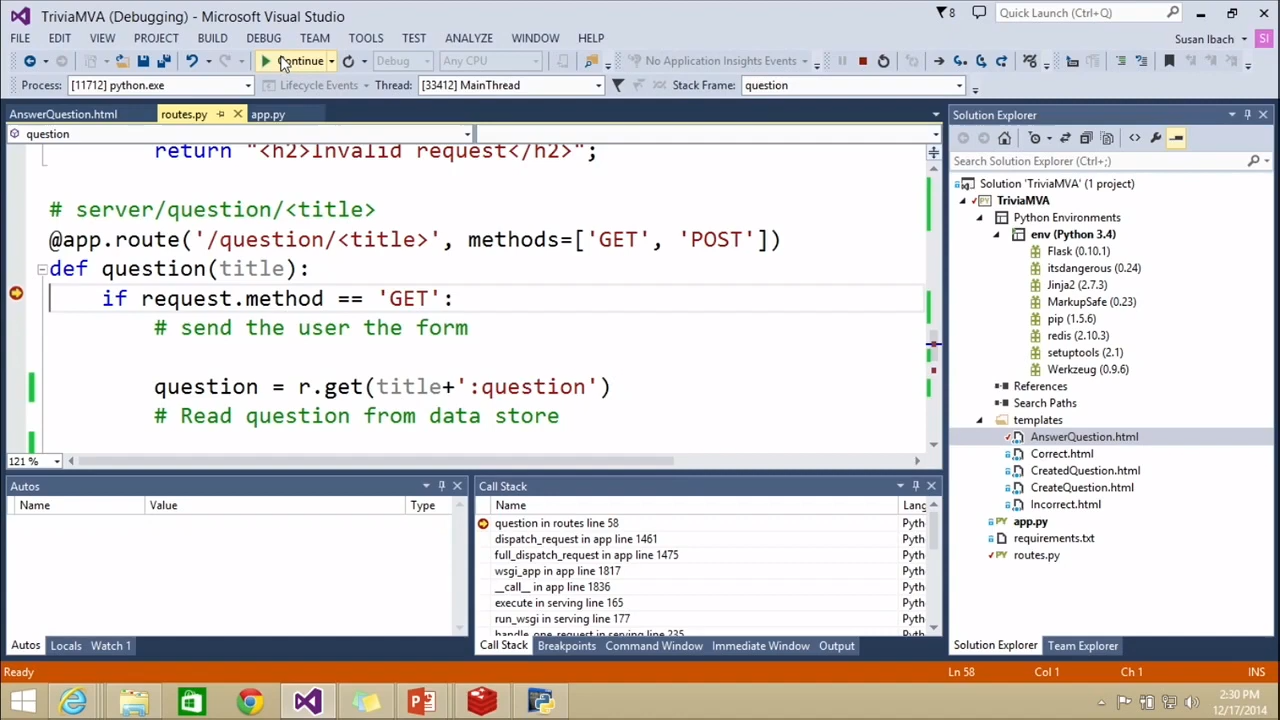 TriviaMVA (Debugging) - Microsoft Visual Studio
8
Quick Launch (Ctrl+Q)
FILE EDIT VIEW PROJECT BUILD DEBUG TEAM TOOLS TEST ANALYZE WINDOW HELP
Susan Ibach SI
Continue Debug Any CPU No Application Insights Events
Process: [11712] python.exe Lifecycle Events Thread: [33412] MainThread Stack Frame: question
AnswerQuestion.html routes.py app.py
question
return "<h2>Invalid request</h2>";
# server/question/<title>
@app.route('/question/<title>', methods=['GET', 'POST'])
def question(title):
if request.method == 'GET':
# send the user the form
question = r.get(title+':question')
# Read question from data store
121 %
Solution Explorer
Search Solution Explorer (Ctrl+;)
Solution 'TriviaMVA' (1 project)
TriviaMVA
Python Environments
env (Python 3.4)
Flask (0.10.1)
itsdangerous (0.24)
Jinja2 (2.7.3)
MarkupSafe (0.23)
pip (1.5.6)
redis (2.10.3)
setuptools (2.1)
Werkzeug (0.9.6)
References
Search Paths
templates
AnswerQuestion.html
Correct.html
CreatedQuestion.html
CreateQuestion.html
Incorrect.html
app.py
requirements.txt
routes.py
Solution Explorer Team Explorer
Autos
Name Value Type
Autos Locals Watch 1
Call Stack
Name Lang
question in routes line 58 Pyth
dispatch_request in app line 1461 Pyth
full_dispatch_request in app line 1475 Pyth
wsgi_app in app line 1817 Pyth
__call__ in app line 1836 Pyth
execute in serving line 165 Pyth
run_wsgi in serving line 177 Pyth
handle_one_request in serving line 235 Pyth
Call Stack Breakpoints Command Window Immediate Window Output
Ready Ln 58 Col 1 Ch 1 INS
2:30 PM
12/17/2014